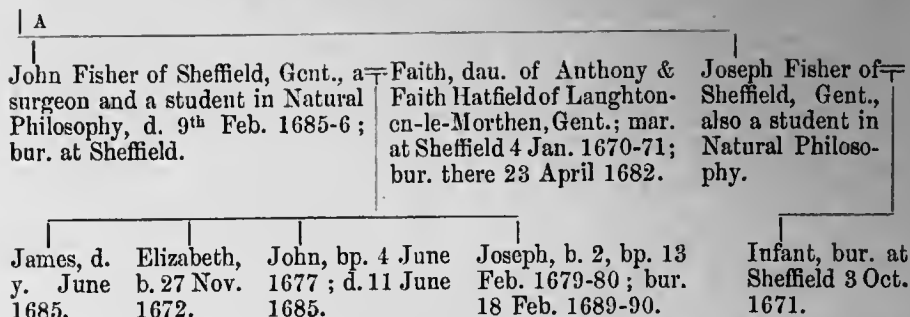 A
John Fisher of Sheffield, Gent., a
surgeon and a student in Natural
Philosophy, d. 9th Feb. 1685-6 ;
bur. at Sheffield.
Faith, dau. of Anthony &
Faith Hatfield of Laughton-
en-le-Morthen, Gent.; mar.
at Sheffield 4 Jan. 1670-71;
bur. there 23 April 1682.
Joseph Fisher of
Sheffield, Gent.,
also a student in
Natural Philoso-
phy.
James, d.
y. June
1685.
Elizabeth,
b. 27 Nov.
1672.
John, bp. 4 June
1677 ; d. 11 June
1685.
Joseph, b. 2, bp. 13
Feb. 1679-80 ; bur.
18 Feb. 1689-90.
Infant, bur. at
Sheffield 3 Oct.
1671.